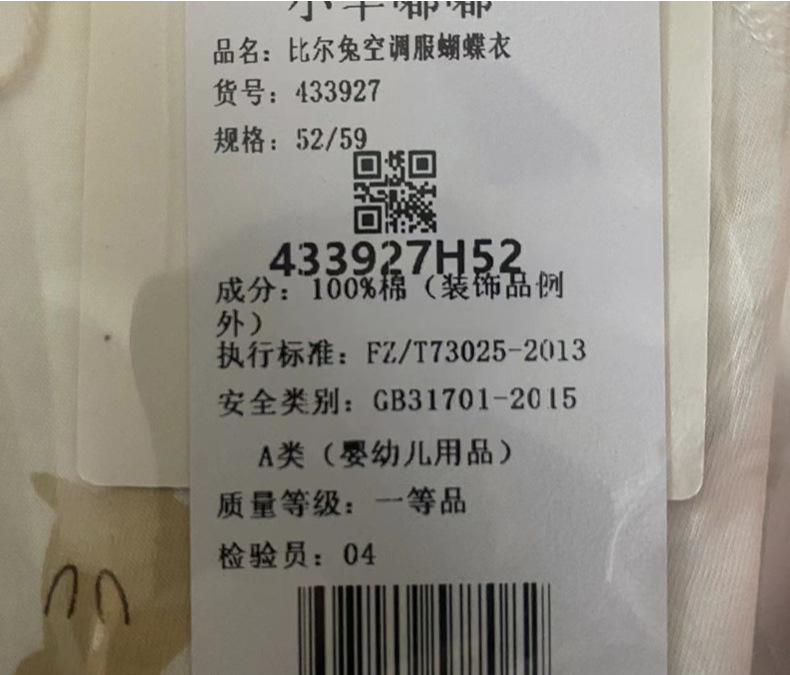 品名：比尔兔空调服蝴蝶衣
货号：433927
规格：52/59
433927H52
成分：100%棉（装饰品例
外）
执行标准：FZ/T73025-2013
安全类别：GB31701-2015
A类（婴幼儿用品）
质量等级：一等品
检验员：04